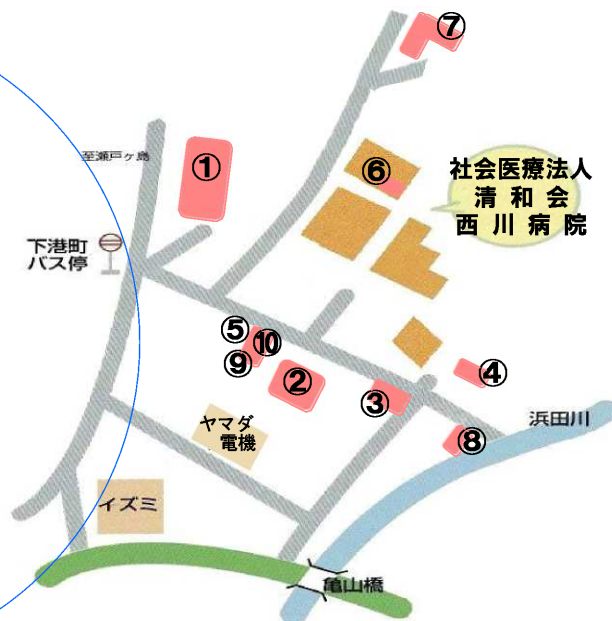 ⑦
至瀬戸ヶ島
①
⑥
社会医療法人
清和会
西川病院
下港町
バス停
⑤
⑩
⑨
②
④
③
ヤマダ
電機
⑧
浜田川
イズミ
亀山橋